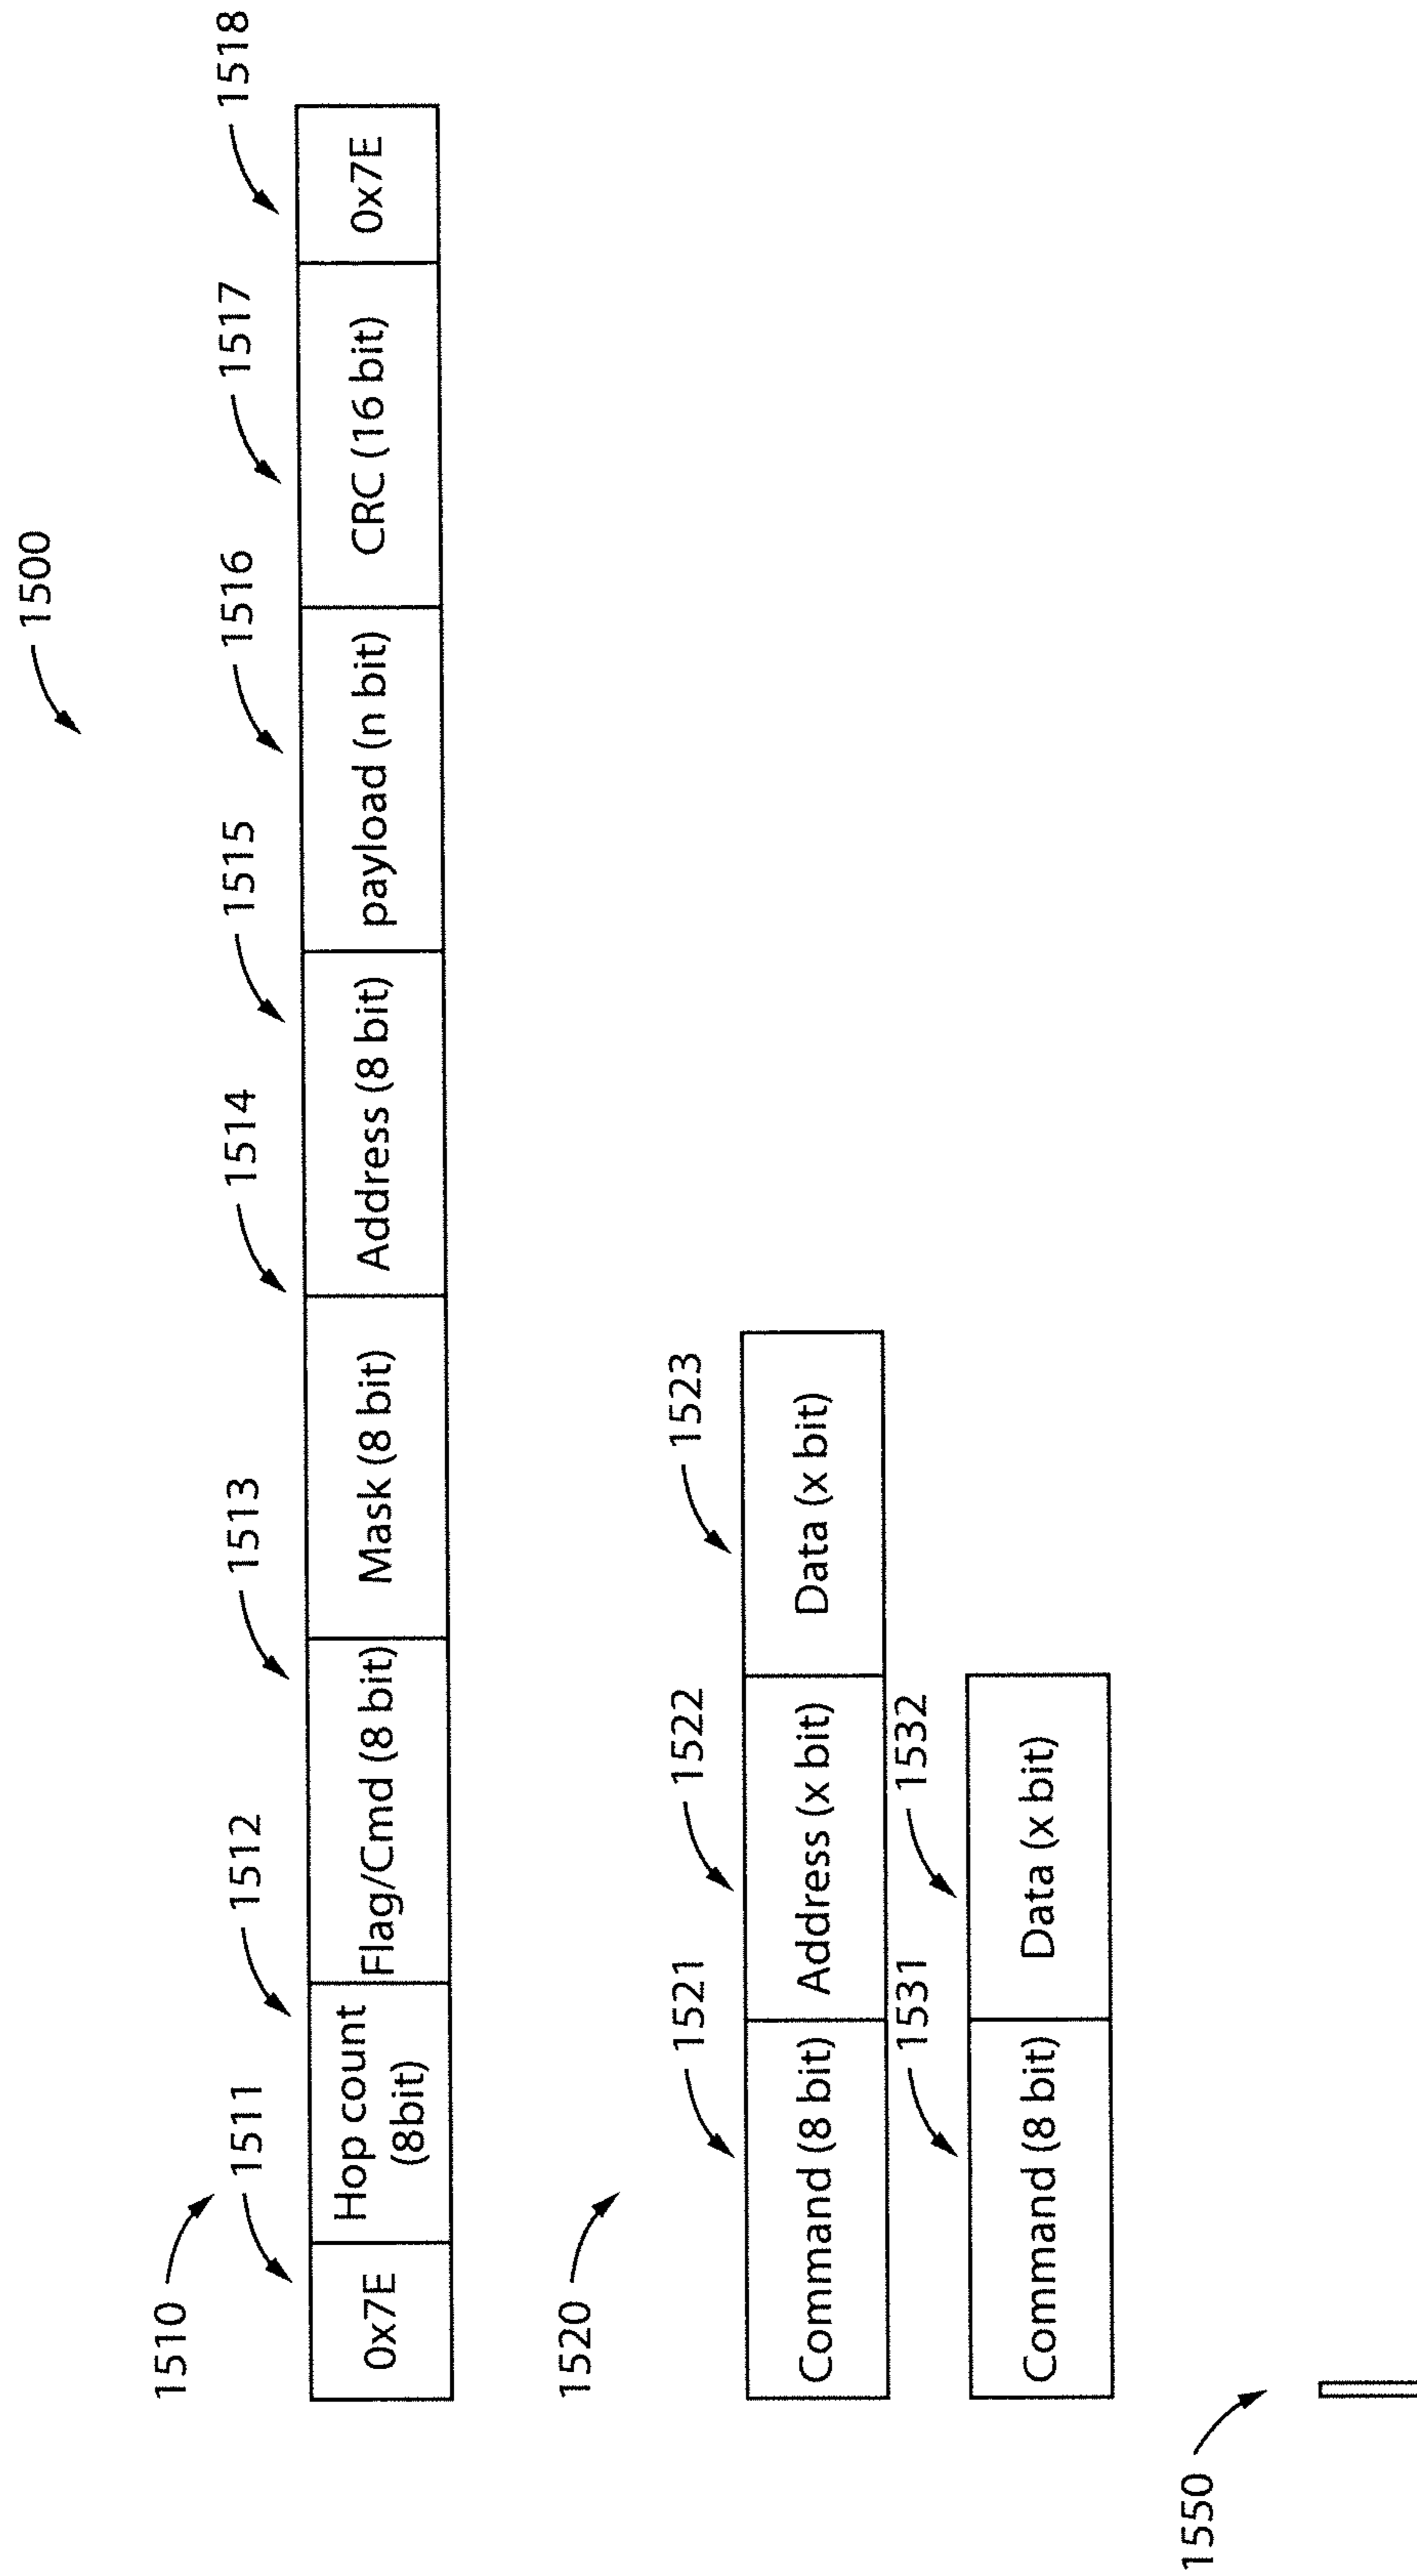 1500
1510
1511
1512
1513
1514
1515
1516
1517
1518
0x7E
Hop count
(8bit)
Flag/Cmd (8 bit)
Mask (8 bit)
Address (8 bit)
payload (n bit)
CRC (16 bit)
0x7E
1520
1521
1522
1523
Command (8 bit)
Address (x bit)
Data (x bit)
1531
1532
Command (8 bit)
Data (x bit)
1550